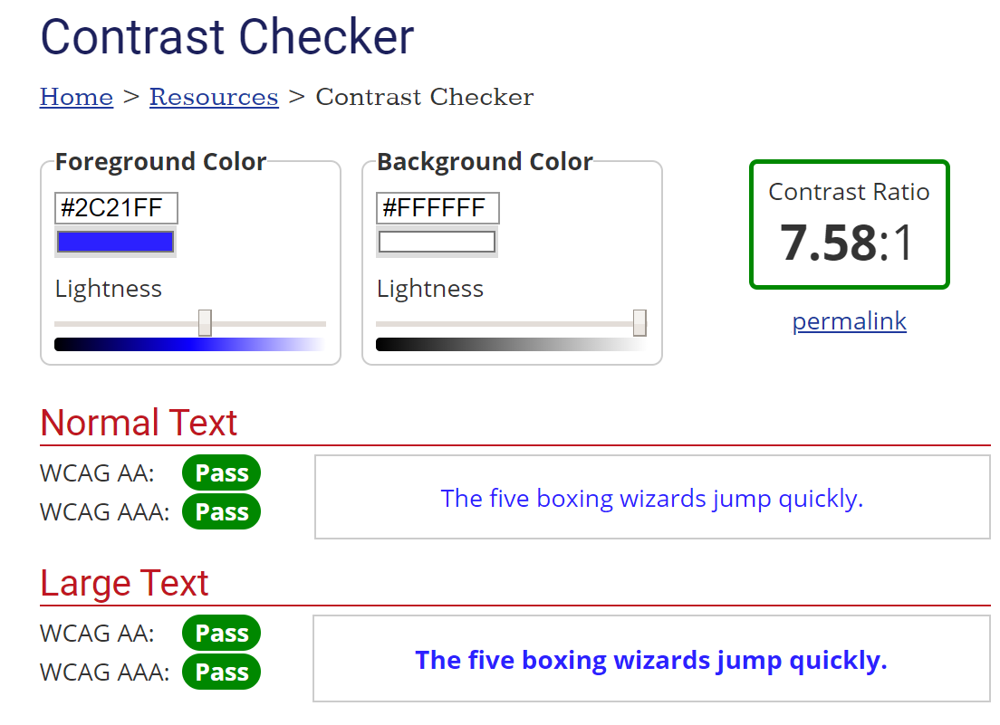 Contrast Checker
Home > Resources > Contrast Checker
Foreground Color
#2C21FF
Lightness
Background Color
#FFFFFF
Lightness
Contrast Ratio
7.58:1
permalink
Normal Text
WCAG AA: Pass
WCAG AAA: Pass
The five boxing wizards jump quickly.
Large Text
WCAG AA: Pass
WCAG AAA: Pass
The five boxing wizards jump quickly.